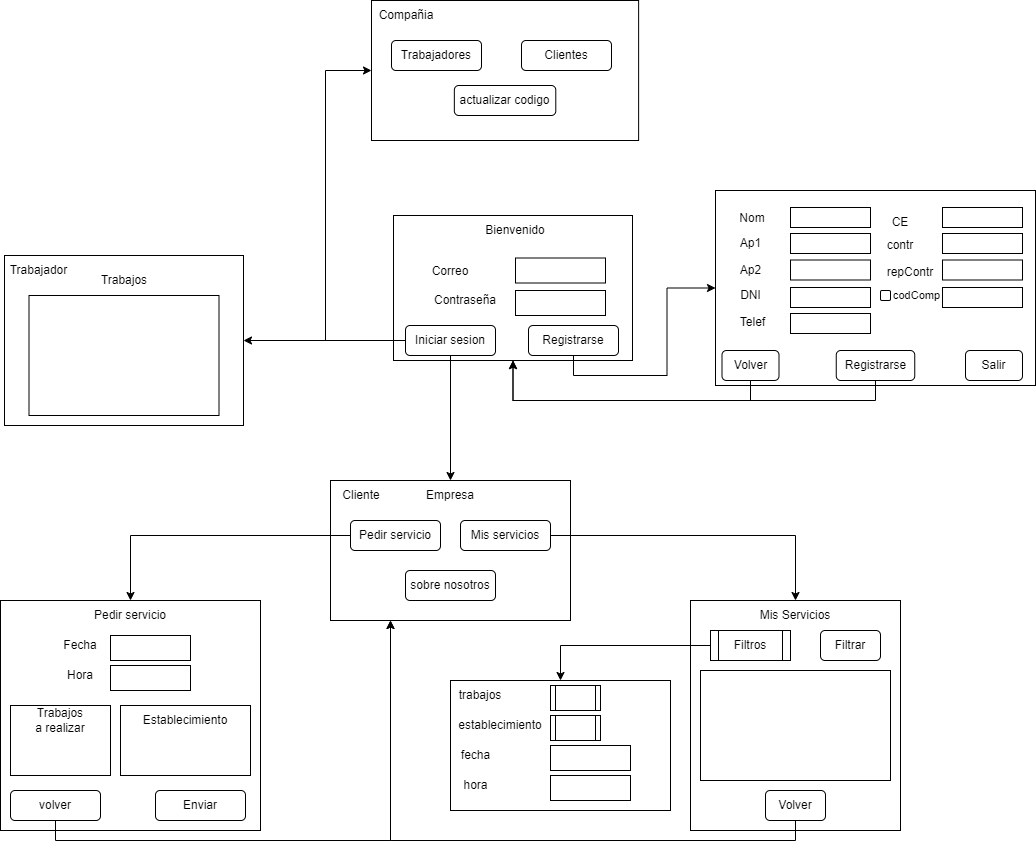 Compañia
Trabajadores
Clientes
actualizar codigo
Bienvenido
Correo
Contraseña
Iniciar sesion
Registrarse
Nom
CE
Ap1
contr
Ap2
repContr
DNI
codComp
Telef
Volver
Registrarse
Salir
Trabajador
Trabajos
Cliente
Empresa
Pedir servicio
Mis servicios
sobre nosotros
Pedir servicio
Fecha
Hora
Trabajos
a realizar
Establecimiento
volver
Enviar
trabajos
establecimiento
fecha
hora
Mis Servicios
Filtros
Filtrar
Volver